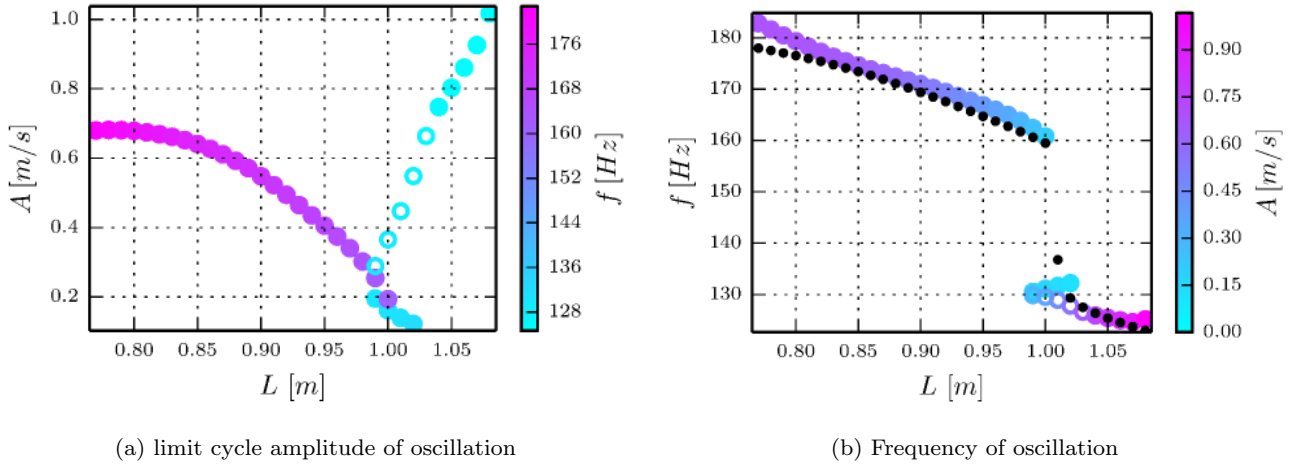 1.0
0.8
0.6
0.4
0.2
A [m/s]
0.80 0.85 0.90 0.95 1.00 1.05
L [m]
176
168
160
152
144
136
128
f [Hz]
(a) limit cycle amplitude of oscillation
180
170
160
150
140
130
f [Hz]
0.80 0.85 0.90 0.95 1.00 1.05
L [m]
0.90
0.75
0.60
0.45
0.30
0.15
0.00
A [m/s]
(b) Frequency of oscillation